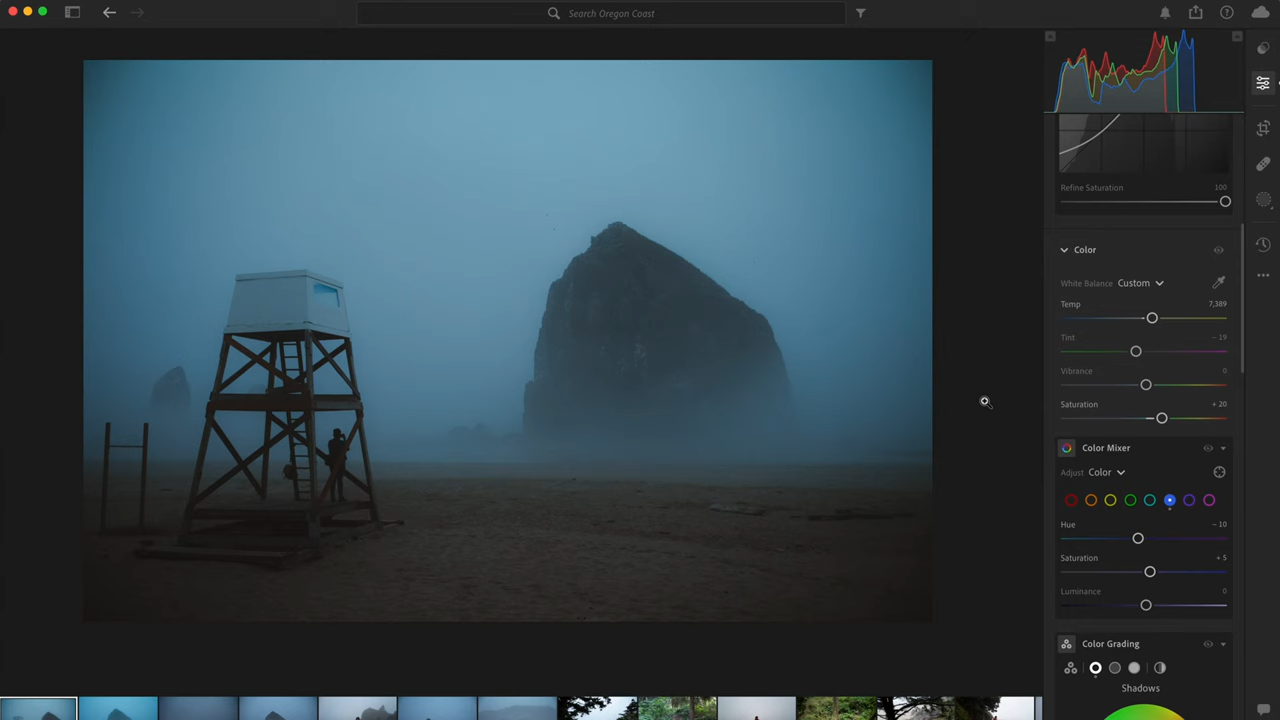 Search Oregon Coast
Refine Saturation 100
Color
White Balance Custom
Temp 7,389
Tint − 19
Vibrance 0
Saturation + 20
Color Mixer
Adjust Color
Hue − 10
Saturation + 5
Luminance 0
Color Grading
Shadows